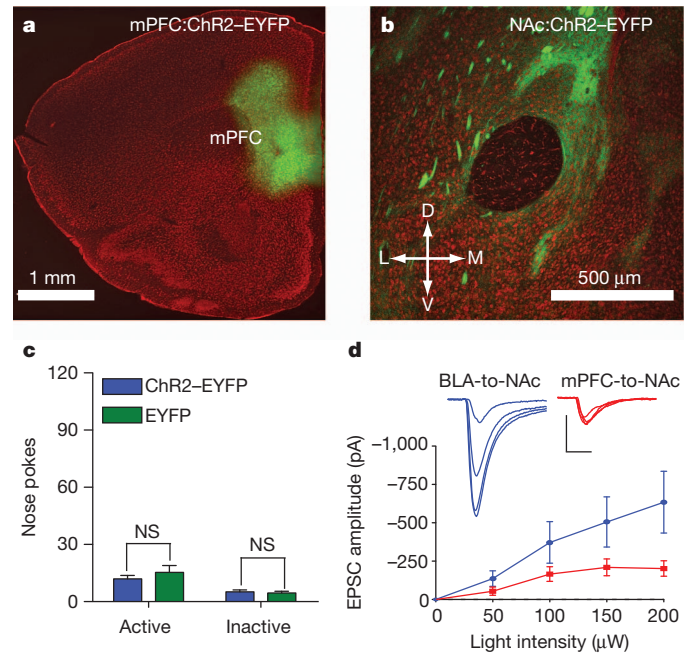 a
mPFC:ChR2–EYFP
mPFC
1 mm
b
NAc:ChR2–EYFP
D
L
M
V
500 μm
c
120
90
60
30
0
Nose pokes
ChR2–EYFP
EYFP
NS
NS
Active
Inactive
d
BLA-to-NAc
mPFC-to-NAc
EPSC amplitude (pA)
−1,000
−750
−500
−250
0
0
50
100
150
200
Light intensity (μW)